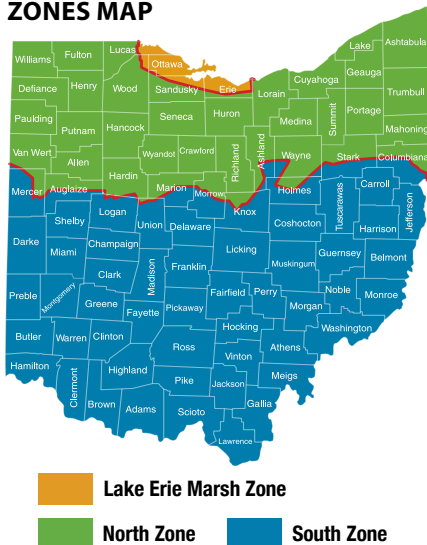 ZONES MAP
Williams
Fulton
Lucas
Ottawa
Lake
Ashtabula
Defiance
Henry
Wood
Sandusky
Erie
Lorain
Cuyahoga
Geauga
Trumbull
Paulding
Putnam
Hancock
Seneca
Huron
Medina
Summit
Portage
Mahoning
Van Wert
Allen
Hardin
Wyandot
Crawford
Richland
Ashland
Wayne
Stark
Columbiana
Mercer
Auglaize
Marion
Morrow
Knox
Holmes
Tuscarawas
Carroll
Jefferson
Darke
Shelby
Logan
Union
Delaware
Coshocton
Harrison
Miami
Champaign
Licking
Muskingum
Guernsey
Belmont
Preble
Montgomery
Clark
Madison
Franklin
Fairfield
Perry
Noble
Monroe
Greene
Fayette
Pickaway
Morgan
Washington
Butler
Warren
Clinton
Ross
Hocking
Athens
Hamilton
Clermont
Highland
Pike
Vinton
Jackson
Meigs
Brown
Adams
Scioto
Gallia
Lawrence
Lake Erie Marsh Zone
North Zone
South Zone